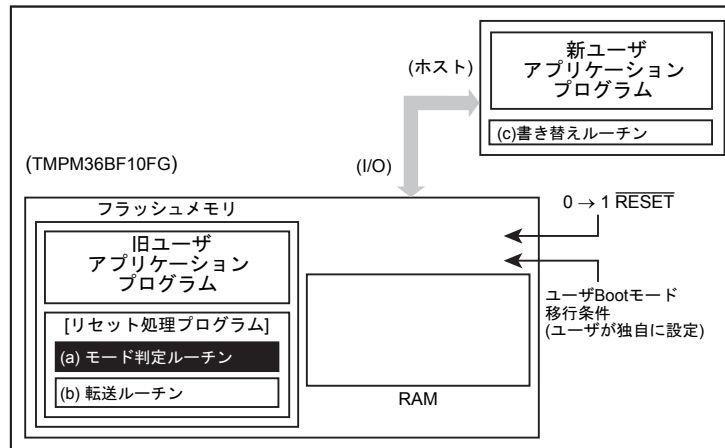 新ユーザ
アプリケーション
プログラム
(ホスト)
(c)書き替えルーチン
(TMPM36BF10FG)
(I/O)
0 → 1 RESET
フラッシュメモリ
旧ユーザ
アプリケーション
プログラム
ユーザBootモード
移行条件
(ユーザが独自に設定)
[リセット処理プログラム]
(a) モード判定ルーチン
(b) 転送ルーチン
RAM